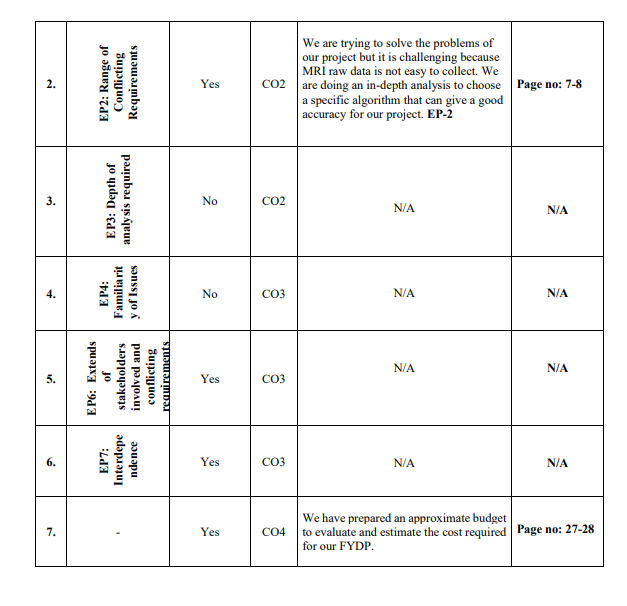 2.
EP2: Range of
Conflicting
Requirements
Yes
CO2
We are trying to solve the problems of
our project but it is challenging because
MRI raw data is not easy to collect. We
are doing an in-depth analysis to choose
a specific algorithm that can give a good
accuracy for our project. EP-2
Page no: 7-8
3.
EP3: Depth of
analysis required
No
CO2
N/A
N/A
4.
EP4:
Familiarit
y of Issues
No
CO3
N/A
N/A
5.
EP6: Extends
of
stakeholders
involved and
conflicting
requirements
Yes
CO3
N/A
N/A
6.
EP7:
Interdepe
ndence
Yes
CO3
N/A
N/A
7.
-
Yes
CO4
We have prepared an approximate budget
to evaluate and estimate the cost required
for our FYDP.
Page no: 27-28